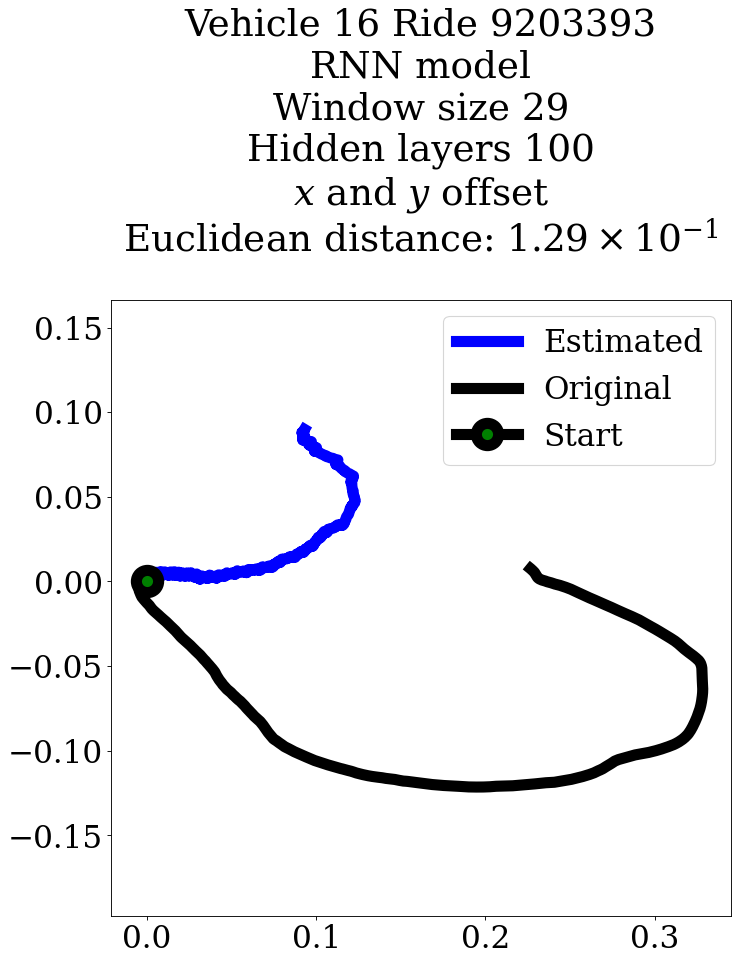 Vehicle 16 Ride 9203393
RNN model
Window size 29
Hidden layers 100
x and y offset
Euclidean distance: 1.29 × 10⁻¹
Estimated
Original
Start
0.15
0.10
0.05
0.00
−0.05
−0.10
−0.15
0.0 0.1 0.2 0.3